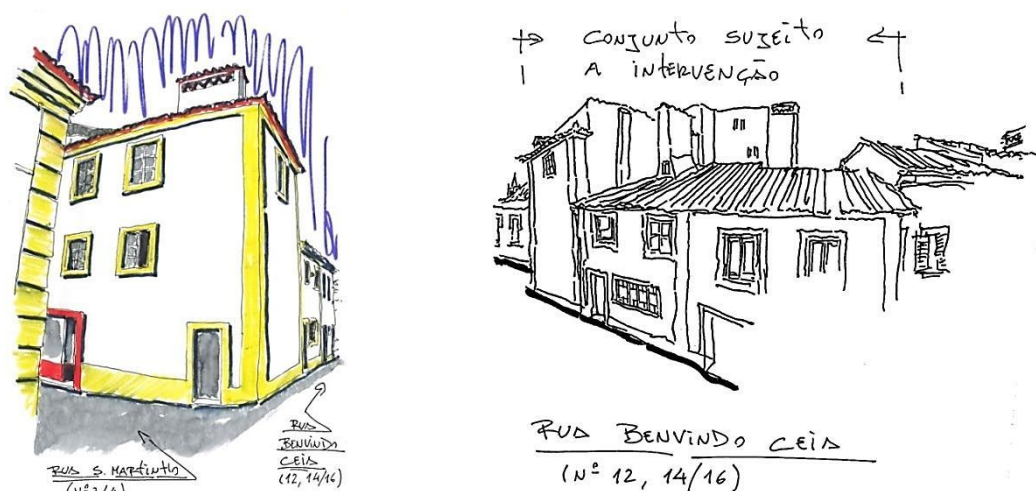 RUA S. MARTINHO
RUA
BENVINDO
CEIA
(12, 14/16)
CONJUNTO SUJEITO
A INTERVENÇÃO
RUA BENVINDO CEIA
(Nº 12, 14/16)